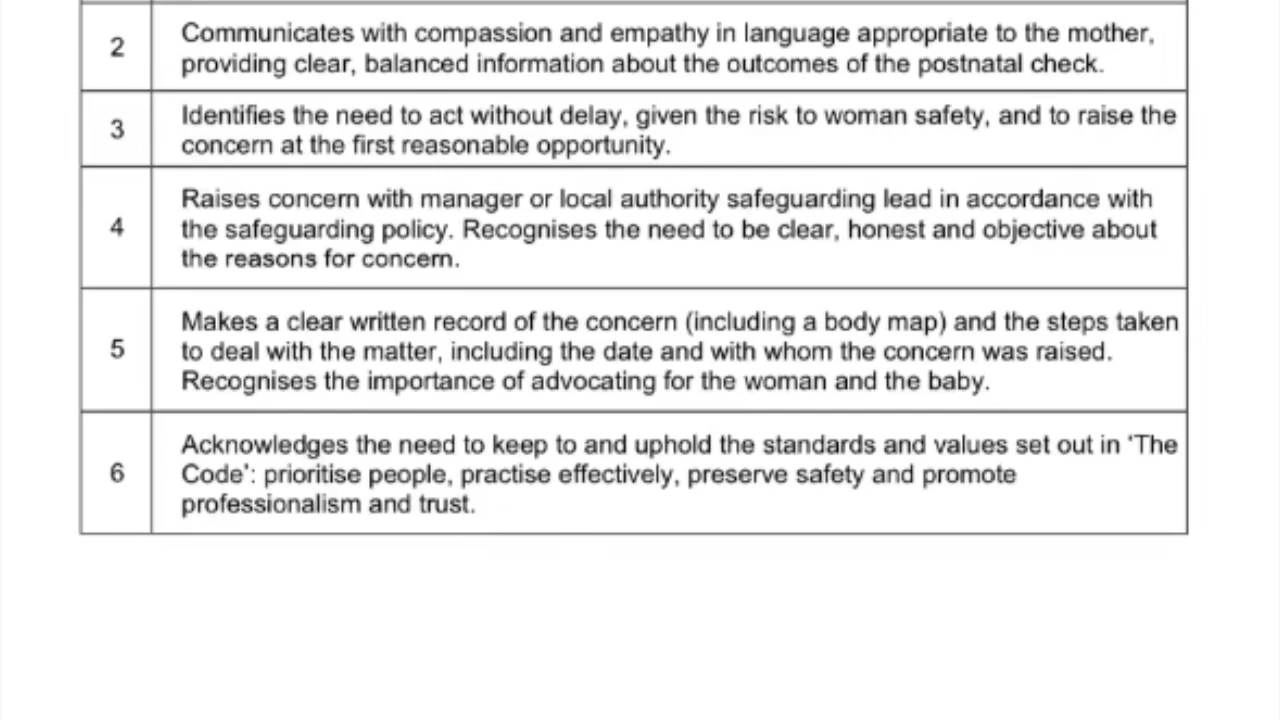 2
Communicates with compassion and empathy in language appropriate to the mother,
providing clear, balanced information about the outcomes of the postnatal check.
3
Identifies the need to act without delay, given the risk to woman safety, and to raise the
concern at the first reasonable opportunity.
4
Raises concern with manager or local authority safeguarding lead in accordance with
the safeguarding policy. Recognises the need to be clear, honest and objective about
the reasons for concern.
5
Makes a clear written record of the concern (including a body map) and the steps taken
to deal with the matter, including the date and with whom the concern was raised.
Recognises the importance of advocating for the woman and the baby.
6
Acknowledges the need to keep to and uphold the standards and values set out in 'The
Code': prioritise people, practise effectively, preserve safety and promote
professionalism and trust.